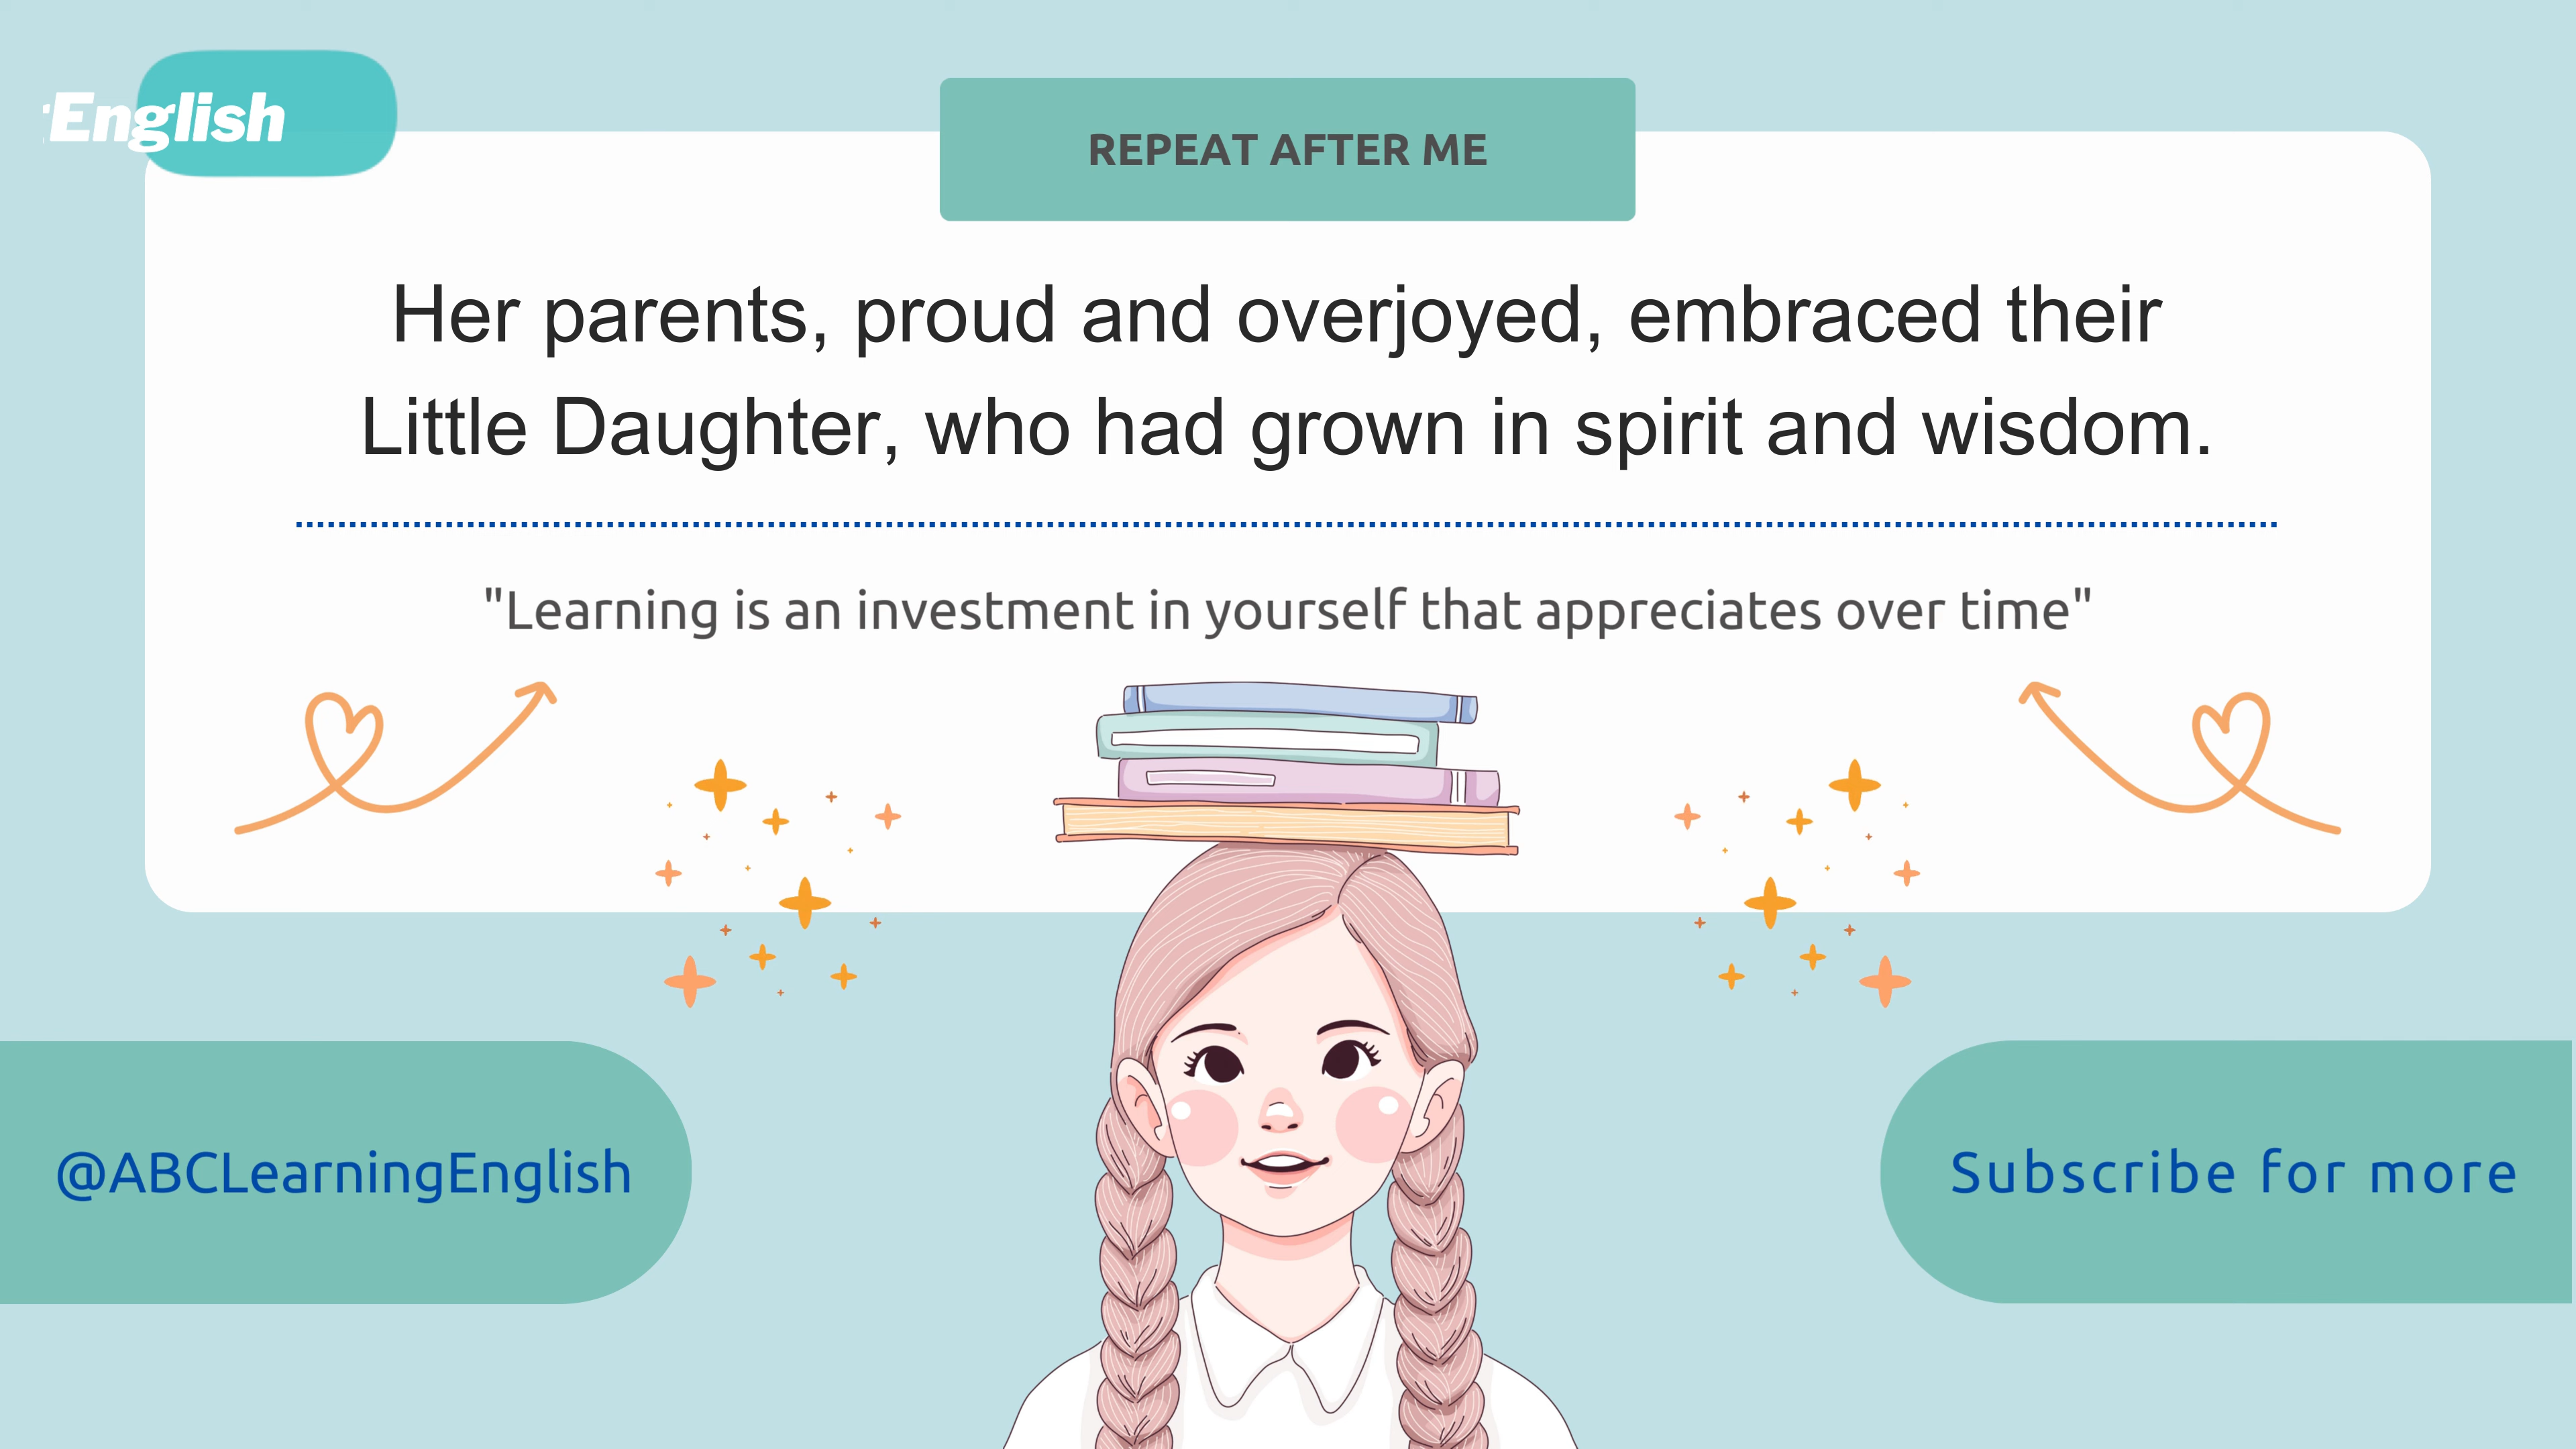 English
REPEAT AFTER ME
Her parents, proud and overjoyed, embraced their
Little Daughter, who had grown in spirit and wisdom.
"Learning is an investment in yourself that appreciates over time"
@ABCLearningEnglish
Subscribe for more